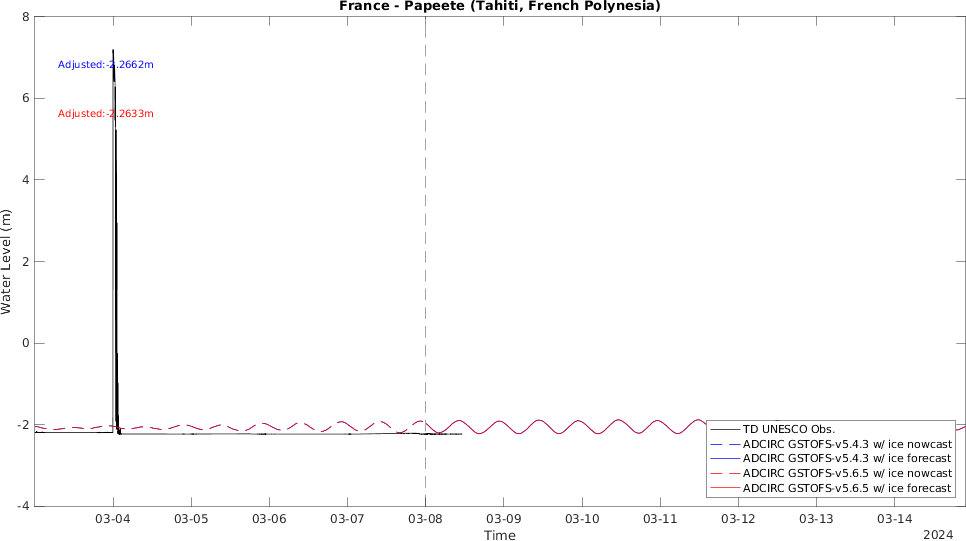 France - Papeete (Tahiti, French Polynesia)
8
6
4
2
0
-2
-4
Water Level (m)
Adjusted:-2.2662m
Adjusted:-2.2633m
TD UNESCO Obs.
ADCIRC GSTOFS-v5.4.3 w/ ice nowcast
ADCIRC GSTOFS-v5.4.3 w/ ice forecast
ADCIRC GSTOFS-v5.6.5 w/ ice nowcast
ADCIRC GSTOFS-v5.6.5 w/ ice forecast
03-04 03-05 03-06 03-07 03-08 03-09 03-10 03-11 03-12 03-13 03-14
Time
2024